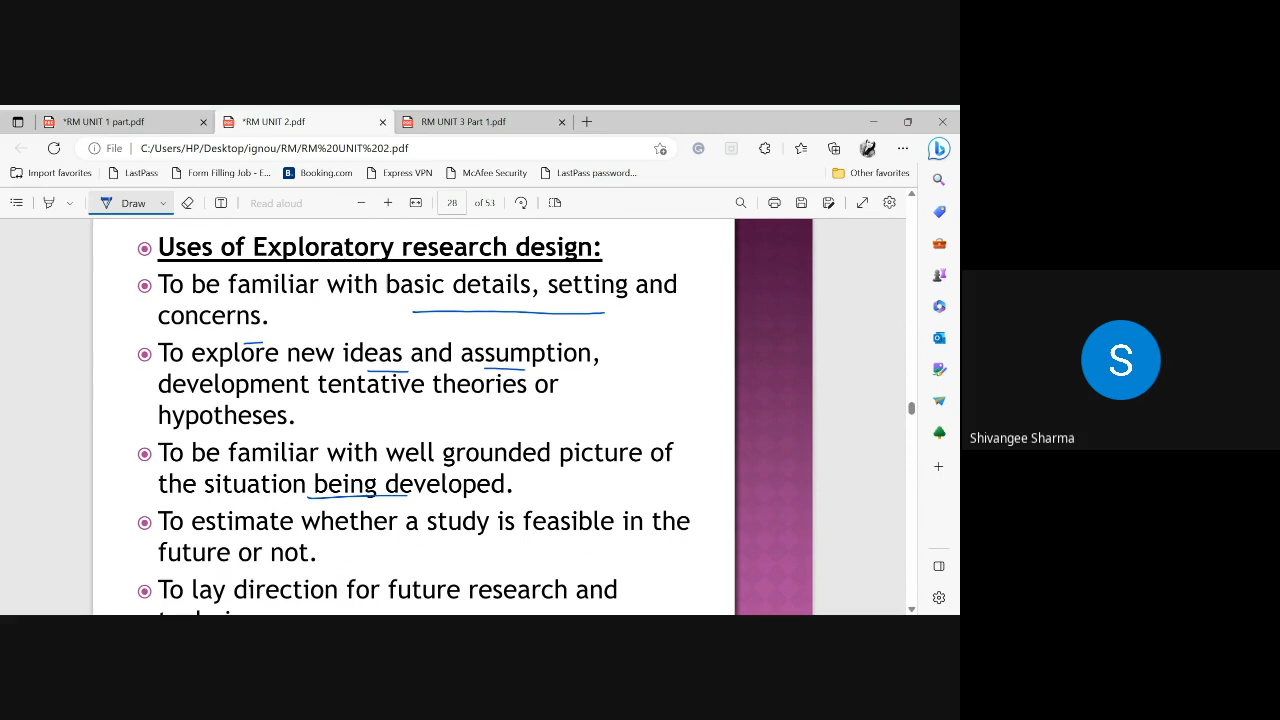 *RM UNIT 1 part.pdf
*RM UNIT 2.pdf
RM UNIT 3 Part 1.pdf
File
C:/Users/HP/Desktop/ignou/RM/RM%20UNIT%202.pdf
Import favorites
LastPass
Form Filling Job - E...
B.
Booking.com
Express VPN
McAfee Security
LastPass password...
Other favorites
Draw
Read aloud
28
of 53
Uses of Exploratory research design:
To be familiar with basic details, setting and
concerns.
To explore new ideas and assumption,
development tentative theories or
hypotheses.
To be familiar with well grounded picture of
the situation being developed.
To estimate whether a study is feasible in the
future or not.
To lay direction for future research and
S
Shivangee Sharma